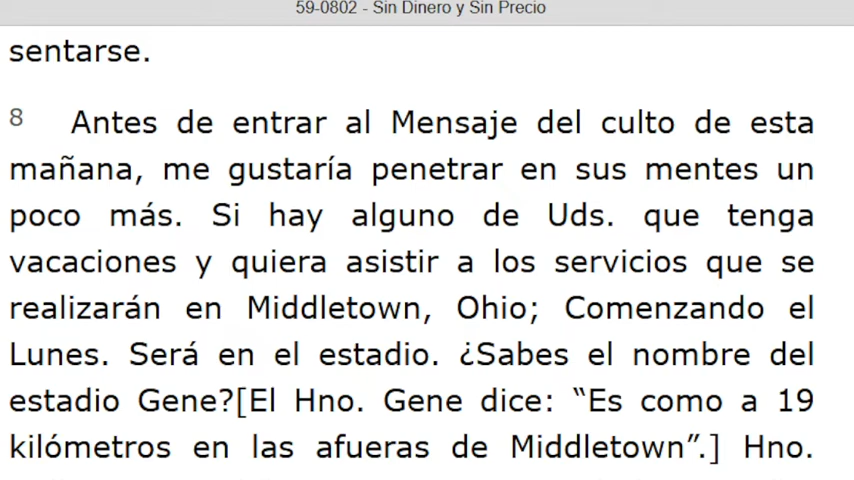 59-0802 - Sin Dinero y Sin Precio
sentarse.
8 Antes de entrar al Mensaje del culto de esta
mañana, me gustaría penetrar en sus mentes un
poco más. Si hay alguno de Uds. que tenga
vacaciones y quiera asistir a los servicios que se
realizarán en Middletown, Ohio; Comenzando el
Lunes. Será en el estadio. ¿Sabes el nombre del
estadio Gene?[El Hno. Gene dice: “Es como a 19
kilómetros en las afueras de Middletown”.] Hno.